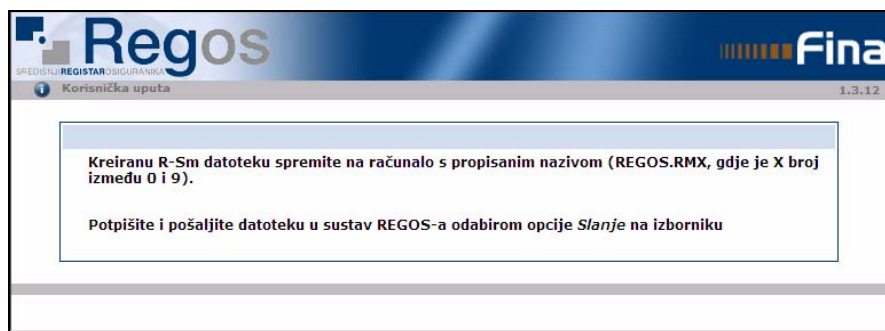 Regos
SREDIŠNJIREGISTAROSIGURANIKA
Fina
Korisnička uputa
1.3.12
Kreiranu R-Sm datoteku spremite na računalo s propisanim nazivom (REGOS.RMX, gdje je X broj
između 0 i 9).
Potpišite i pošaljite datoteku u sustav REGOS-a odabirom opcije Slanje na izborniku